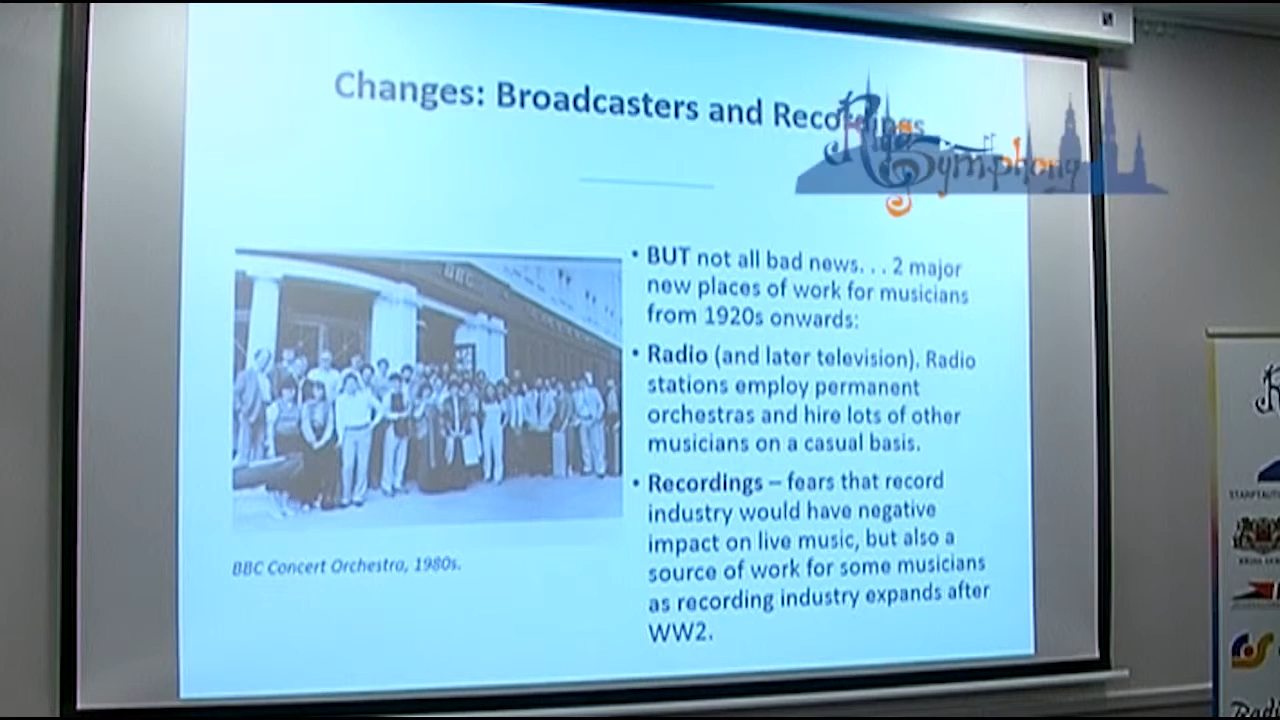 Changes: Broadcasters and Recordings
Riga
Symphony
BBC
• BUT not all bad news. . . 2 major
new places of work for musicians
from 1920s onwards:
• Radio (and later television). Radio
stations employ permanent
orchestras and hire lots of other
musicians on a casual basis.
• Recordings – fears that record
industry would have negative
impact on live music, but also a
source of work for some musicians
as recording industry expands after
WW2.
BBC Concert Orchestra, 1980s.